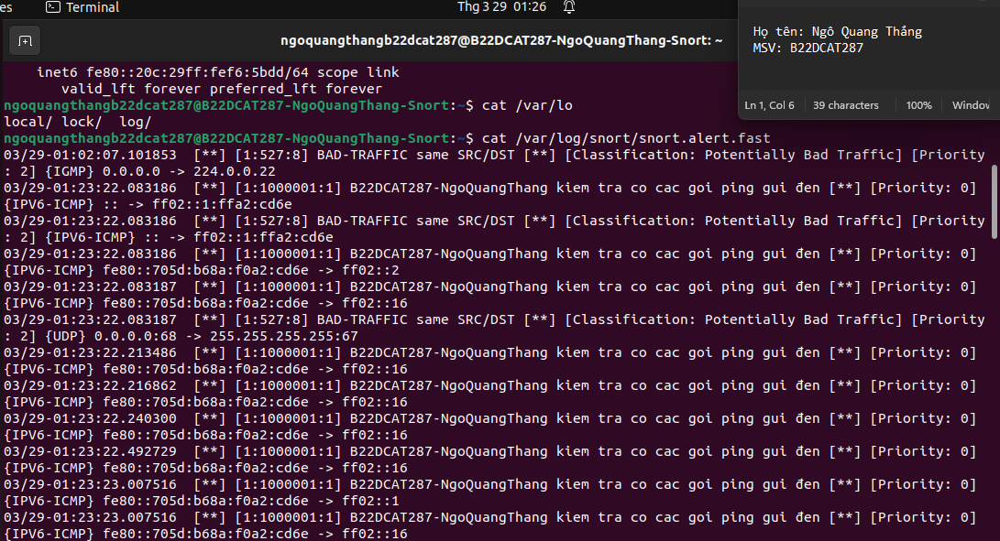 es
Terminal
Thg 3 29 01:26
ngoquangthangb22dcat287@B22DCAT287-NgoQuangThang-Snort: ~
Họ tên: Ngô Quang Thắng
MSV: B22DCAT287
Ln 1, Col 6
39 characters
100%
Window
inet6 fe80::20c:29ff:fef6:5bdd/64 scope link
valid_lft forever preferred_lft forever
ngoquangthangb22dcat287@B22DCAT287-NgoQuangThang-Snort:~$ cat /var/lo
local/ lock/ log/
ngoquangthangb22dcat287@B22DCAT287-NgoQuangThang-Snort:~$ cat /var/log/snort/snort.alert.fast
03/29-01:02:07.101853 [**] [1:527:8] BAD-TRAFFIC same SRC/DST [**] [Classification: Potentially Bad Traffic] [Priority
: 2] {IGMP} 0.0.0.0 -> 224.0.0.22
03/29-01:23:22.083186 [**] [1:1000001:1] B22DCAT287-NgoQuangThang kiem tra co cac goi ping gui đen [**] [Priority: 0]
{IPV6-ICMP} :: -> ff02::1:ffa2:cd6e
03/29-01:23:22.083186 [**] [1:527:8] BAD-TRAFFIC same SRC/DST [**] [Classification: Potentially Bad Traffic] [Priority
: 2] {IPV6-ICMP} :: -> ff02::1:ffa2:cd6e
03/29-01:23:22.083186 [**] [1:1000001:1] B22DCAT287-NgoQuangThang kiem tra co cac goi ping gui đen [**] [Priority: 0]
{IPV6-ICMP} fe80::705d:b68a:f0a2:cd6e -> ff02::2
03/29-01:23:22.083187 [**] [1:1000001:1] B22DCAT287-NgoQuangThang kiem tra co cac goi ping gui đen [**] [Priority: 0]
{IPV6-ICMP} fe80::705d:b68a:f0a2:cd6e -> ff02::16
03/29-01:23:22.083187 [**] [1:527:8] BAD-TRAFFIC same SRC/DST [**] [Classification: Potentially Bad Traffic] [Priority
: 2] {UDP} 0.0.0.0:68 -> 255.255.255.255:67
03/29-01:23:22.213486 [**] [1:1000001:1] B22DCAT287-NgoQuangThang kiem tra co cac goi ping gui đen [**] [Priority: 0]
{IPV6-ICMP} fe80::705d:b68a:f0a2:cd6e -> ff02::16
03/29-01:23:22.216862 [**] [1:1000001:1] B22DCAT287-NgoQuangThang kiem tra co cac goi ping gui đen [**] [Priority: 0]
{IPV6-ICMP} fe80::705d:b68a:f0a2:cd6e -> ff02::16
03/29-01:23:22.240300 [**] [1:1000001:1] B22DCAT287-NgoQuangThang kiem tra co cac goi ping gui đen [**] [Priority: 0]
{IPV6-ICMP} fe80::705d:b68a:f0a2:cd6e -> ff02::16
03/29-01:23:22.492729 [**] [1:1000001:1] B22DCAT287-NgoQuangThang kiem tra co cac goi ping gui đen [**] [Priority: 0]
{IPV6-ICMP} fe80::705d:b68a:f0a2:cd6e -> ff02::16
03/29-01:23:23.007516 [**] [1:1000001:1] B22DCAT287-NgoQuangThang kiem tra co cac goi ping gui đen [**] [Priority: 0]
{IPV6-ICMP} fe80::705d:b68a:f0a2:cd6e -> ff02::1
03/29-01:23:23.007516 [**] [1:1000001:1] B22DCAT287-NgoQuangThang kiem tra co cac goi ping gui đen [**] [Priority: 0]
{IPV6-ICMP} fe80::705d:b68a:f0a2:cd6e -> ff02::16